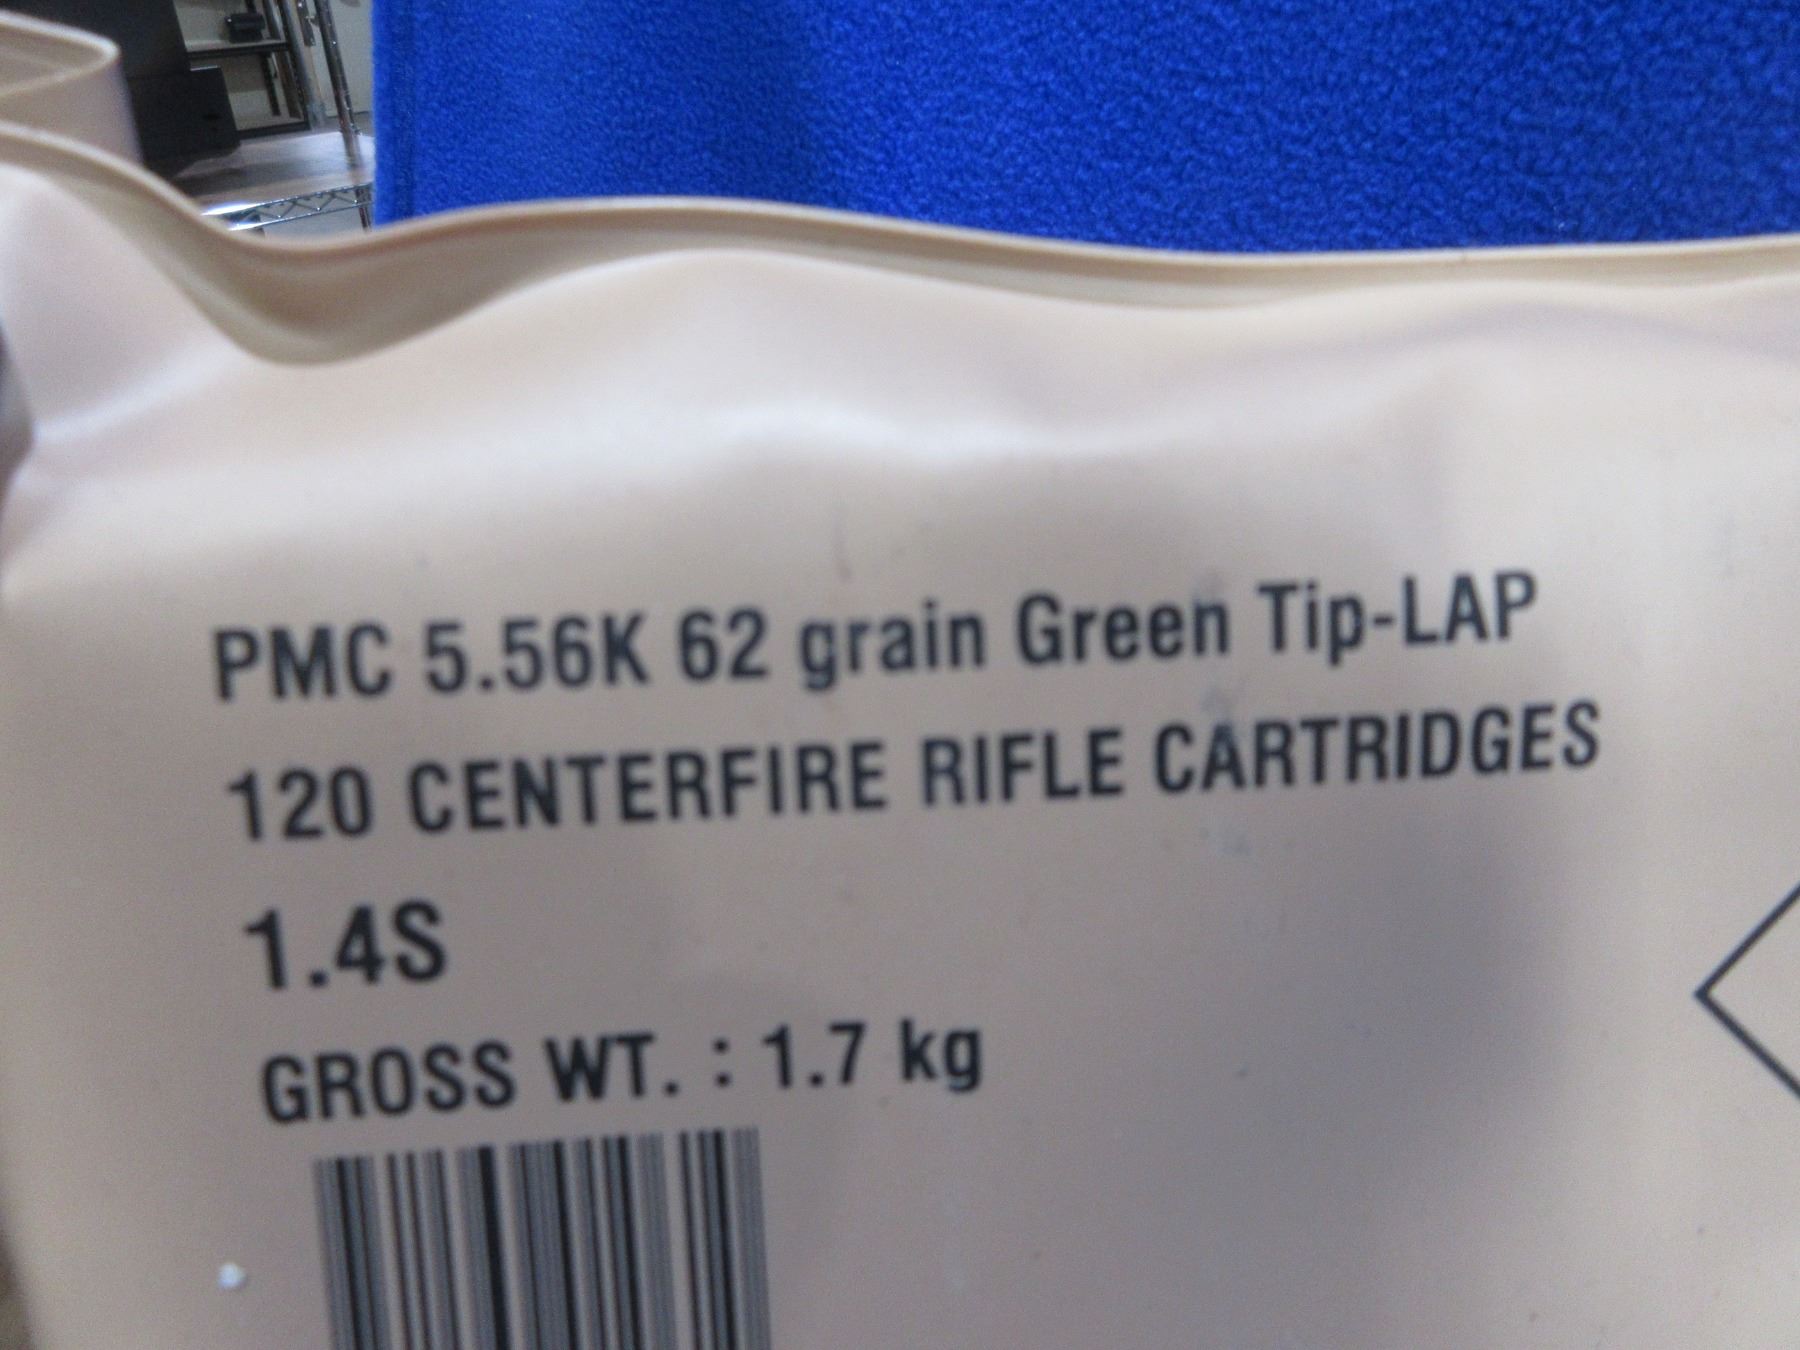 PMC 5.56K 62 grain Green Tip-LAP
120 CENTERFIRE RIFLE CARTRIDGES
1.4S
GROSS WT. : 1.7 kg